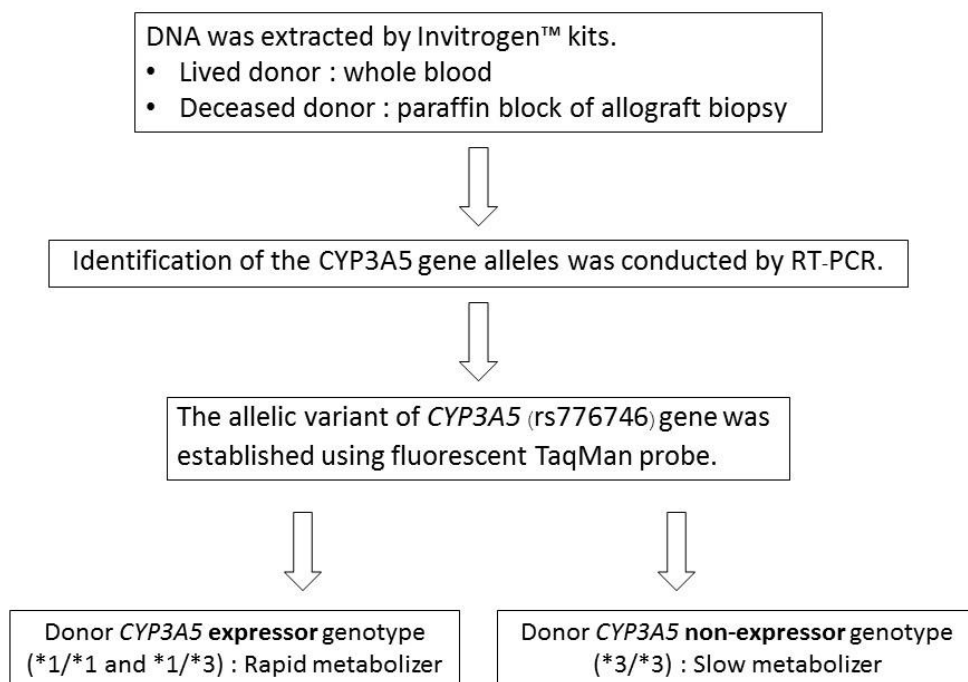 DNA was extracted by Invitrogen™ kits.
• Lived donor : whole blood
• Deceased donor : paraffin block of allograft biopsy
Identification of the CYP3A5 gene alleles was conducted by RT-PCR.
The allelic variant of CYP3A5 (rs776746) gene was
established using fluorescent TaqMan probe.
Donor CYP3A5 expressor genotype
(*1/*1 and *1/*3) : Rapid metabolizer
Donor CYP3A5 non-expressor genotype
(*3/*3) : Slow metabolizer